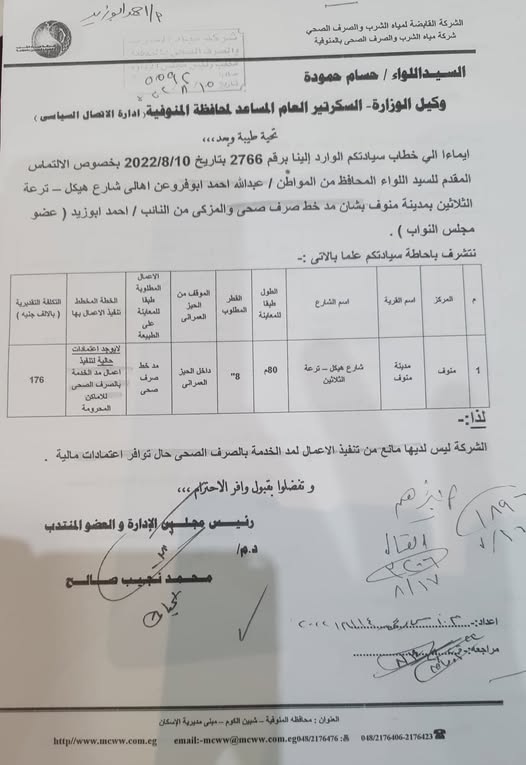 الشركة القابضة لمياه الشرب والصرف الصحي
شركة مياه الشرب والصرف الصحى بالمنوفية
م/احمد ابوزيد
السيد اللواء / حسام حمودة
وكيل الوزارة- السكرتير العام المساعد لمحافظة المنوفية( ادارة الاتصال السياسى )
تحية طيبة وبعد ,,,
ايماءا الي خطاب سيادتكم الوارد إلينا برقم 2766 بتاريخ 2022/8/10 بخصوص الالتماس
المقدم للسيد اللواء المحافظ من المواطن / عبدالله احمد ابوفروعن اهالى شارع هيكل – ترعة
الثلاثين بمدينة منوف بشان مد خط صرف صحى والمزكى من النائب / احمد ابوزيد ( عضو
مجلس النواب ) .
نتشرف باحاطة سيادتكم علما بالاتى :-
م المركز اسم القرية اسم الشارع الطول طبقا للمعاينة القطر المطلوب الموقف من الحيز العمرانى الاعمال المطلوبة طبقا للمعاينة على الطبيعة الخطة المخطط تنفيذ الاعمال بها التكلفة التقديرية ( بالالف جنيه )
1 منوف مدينة منوف شارع هيكل – ترعة الثلاثين 80م 8" داخل الحيز العمرانى مد خط صرف صحى لايوجد اعتمادات حالية لتنفيذ اعمال مد الخدمة بالصرف الصحى للاماكن المحرومة 176
لذا:-
الشركة ليس لديها مانع من تنفيذ الاعمال لمد الخدمة بالصرف الصحى حال توافر اعتمادات مالية .
و تفضلوا بقبول وافر الاحترام ,,,
رئيس مجلس الإدارة و العضو المنتدب
د.م/
محمد نجيب صالح
٨/١٧
اعداد:-
مراجعة:-
العنوان : محافظه المنوفية – شبين الكوم – مبنى مديرية الإسكان
http//www.mcww.com.eg email:-mcww@mcww.com.eg048/2176476 : 048/2176406-2176423